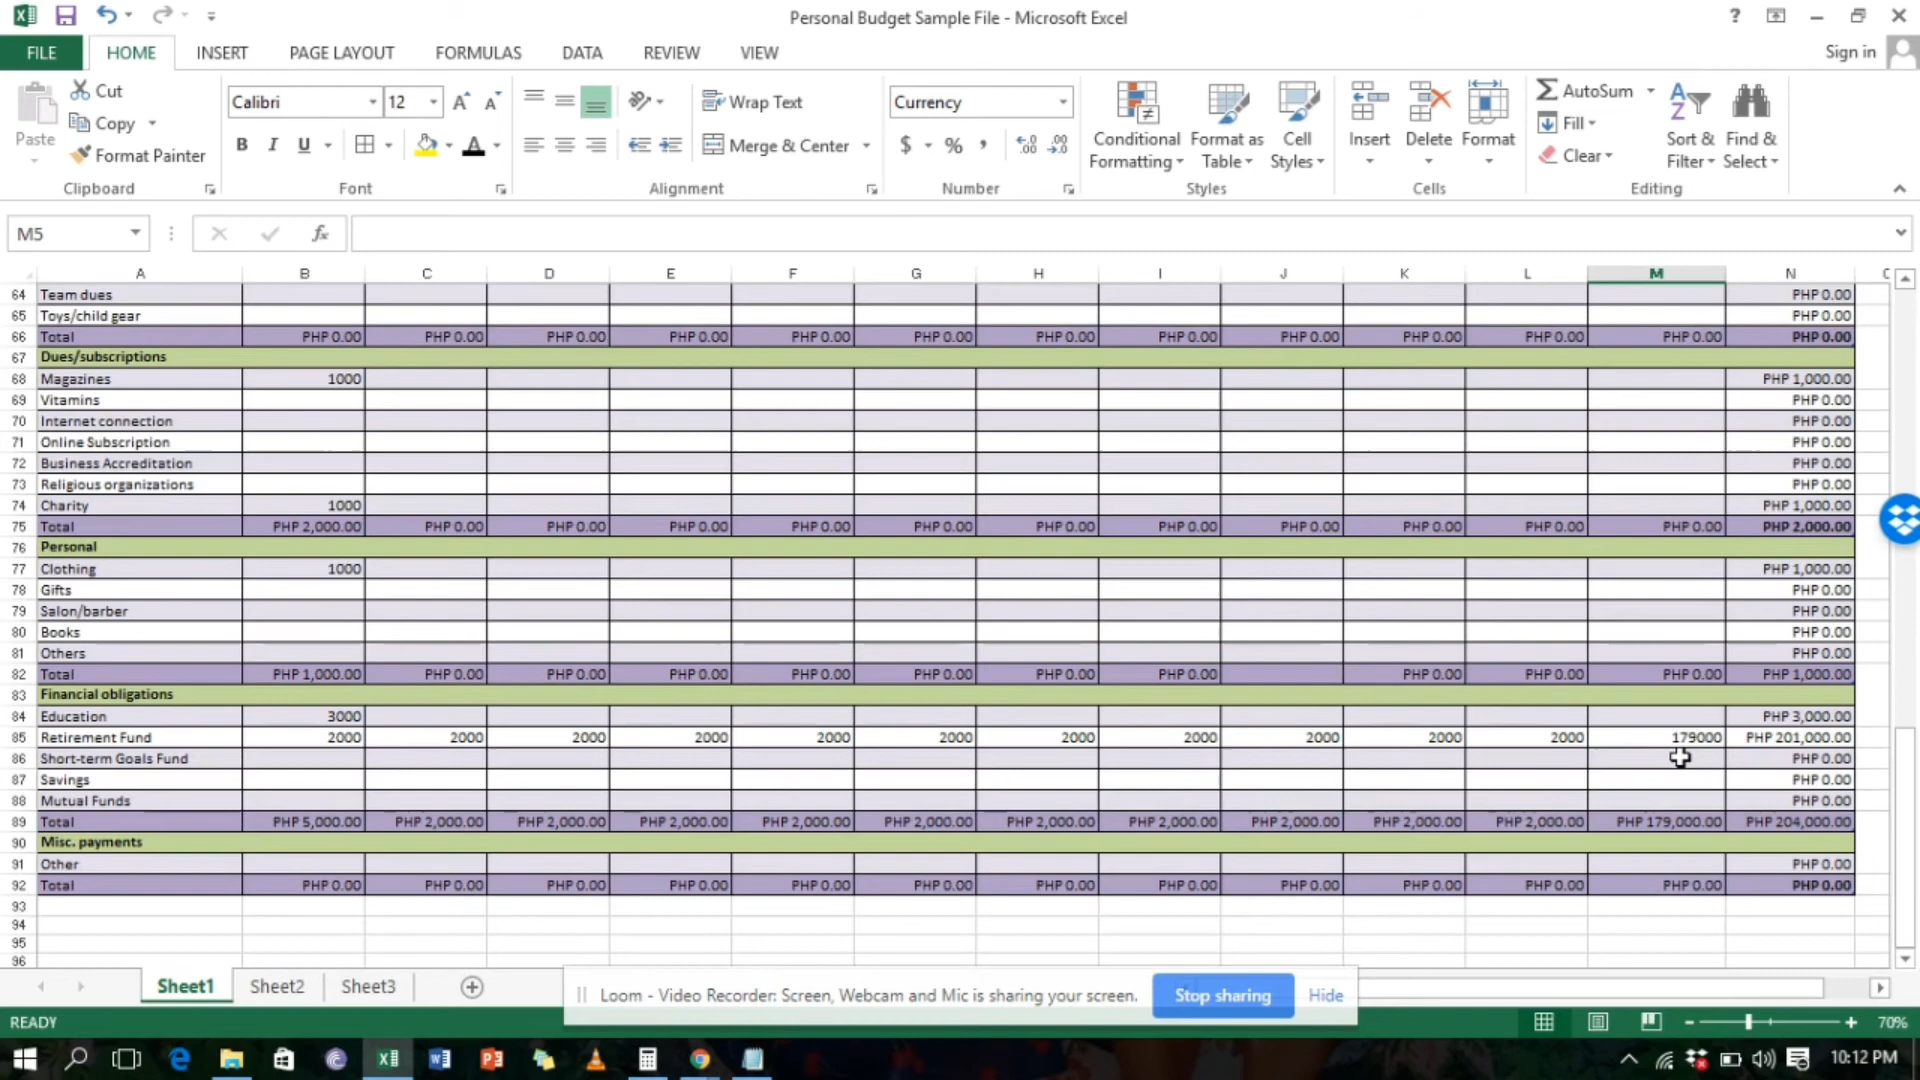 Personal Budget Sample File - Microsoft Excel
?
FILE HOME INSERT PAGE LAYOUT FORMULAS DATA REVIEW VIEW Sign in
Paste Cut Copy Format Painter Clipboard
Calibri 12 B I U A Font
Wrap Text Merge & Center Alignment
Currency $ % , Number
Conditional Formatting Format as Table Cell Styles Styles
Insert Delete Format Cells
AutoSum Fill Clear Sort & Filter Find & Select Editing
M5 fx
A B C D E F G H I J K L M N
64 Team dues PHP 0.00
65 Toys/child gear PHP 0.00
66 Total PHP 0.00 PHP 0.00 PHP 0.00 PHP 0.00 PHP 0.00 PHP 0.00 PHP 0.00 PHP 0.00 PHP 0.00 PHP 0.00 PHP 0.00 PHP 0.00 PHP 0.00
67 Dues/subscriptions
68 Magazines 1000 PHP 1,000.00
69 Vitamins PHP 0.00
70 Internet connection PHP 0.00
71 Online Subscription PHP 0.00
72 Business Accreditation PHP 0.00
73 Religious organizations PHP 0.00
74 Charity 1000 PHP 1,000.00
75 Total PHP 2,000.00 PHP 0.00 PHP 0.00 PHP 0.00 PHP 0.00 PHP 0.00 PHP 0.00 PHP 0.00 PHP 0.00 PHP 0.00 PHP 0.00 PHP 0.00 PHP 2,000.00
76 Personal
77 Clothing 1000 PHP 1,000.00
78 Gifts PHP 0.00
79 Salon/barber PHP 0.00
80 Books PHP 0.00
81 Others PHP 0.00
82 Total PHP 1,000.00 PHP 0.00 PHP 0.00 PHP 0.00 PHP 0.00 PHP 0.00 PHP 0.00 PHP 0.00 PHP 0.00 PHP 0.00 PHP 0.00 PHP 1,000.00
83 Financial obligations
84 Education 3000 PHP 3,000.00
85 Retirement Fund 2000 2000 2000 2000 2000 2000 2000 2000 2000 2000 2000 179000 PHP 201,000.00
86 Short-term Goals Fund PHP 0.00
87 Savings PHP 0.00
88 Mutual Funds PHP 0.00
89 Total PHP 5,000.00 PHP 2,000.00 PHP 2,000.00 PHP 2,000.00 PHP 2,000.00 PHP 2,000.00 PHP 2,000.00 PHP 2,000.00 PHP 2,000.00 PHP 2,000.00 PHP 2,000.00 PHP 179,000.00 PHP 204,000.00
90 Misc. payments
91 Other PHP 0.00
92 Total PHP 0.00 PHP 0.00 PHP 0.00 PHP 0.00 PHP 0.00 PHP 0.00 PHP 0.00 PHP 0.00 PHP 0.00 PHP 0.00 PHP 0.00 PHP 0.00 PHP 0.00
93
94
95
96
Sheet1 Sheet2 Sheet3
Loom - Video Recorder: Screen, Webcam and Mic is sharing your screen. Stop sharing Hide
READY 70%
10:12 PM